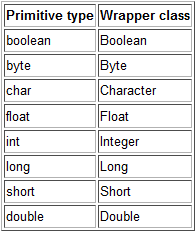 Primitive type Wrapper class
boolean Boolean
byte Byte
char Character
float Float
int Integer
long Long
short Short
double Double